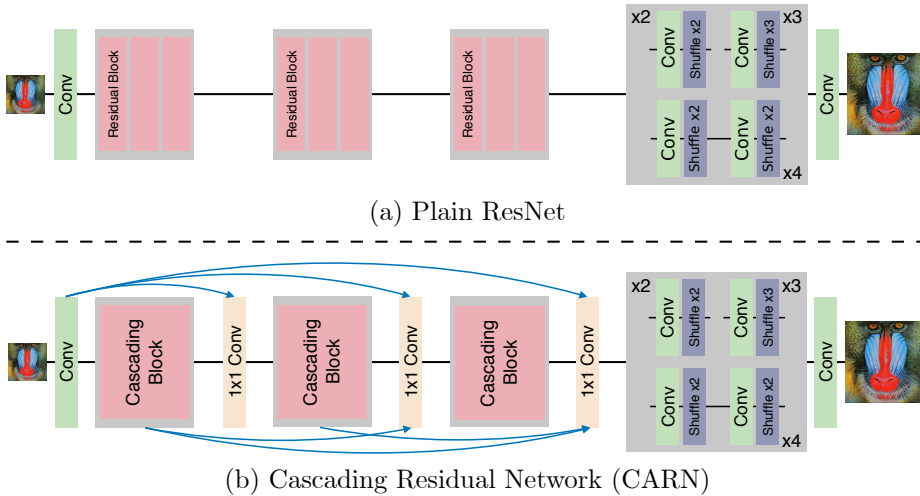 x2
x3
Conv
Residual Block
Residual Block
Residual Block
Conv
Shuffle x2
Conv
Shuffle x3
Conv
Shuffle x2
Conv
Shuffle x2
x4
Conv
(a) Plain ResNet
x2
x3
Conv
Cascading
Block
1x1 Conv
Cascading
Block
1x1 Conv
Cascading
Block
1x1 Conv
Conv
Shuffle x2
Conv
Shuffle x3
Conv
Shuffle x2
Conv
Shuffle x2
x4
Conv
(b) Cascading Residual Network (CARN)